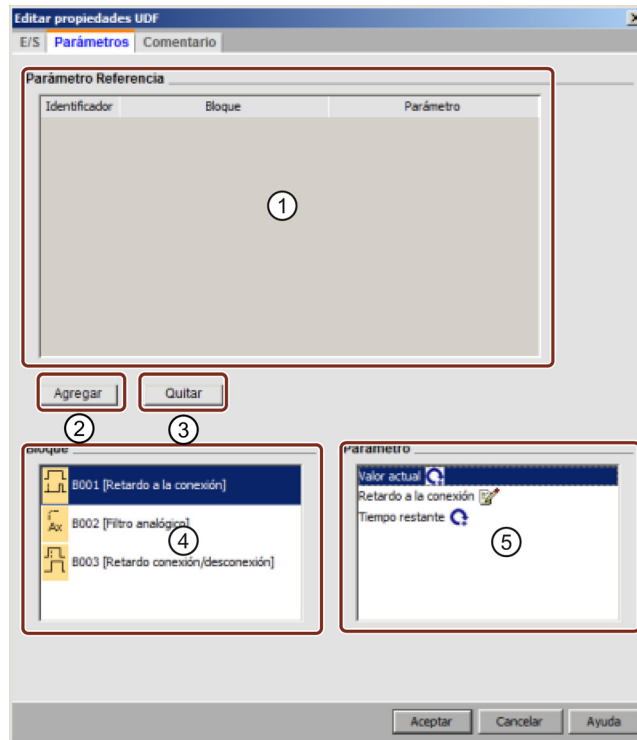 Editar propiedades UDF
E/S Parámetros Comentario
Parámetro Referencia
Identificador Bloque Parámetro
1
Agregar Quitar
2 3
Bloque Parámetro
B001 [Retardo a la conexión] Valor actual
Retardo a la conexión
Ax B002 [Filtro analógico] Tiempo restante
4 5
B003 [Retardo conexión/desconexión]
Aceptar Cancelar Ayuda